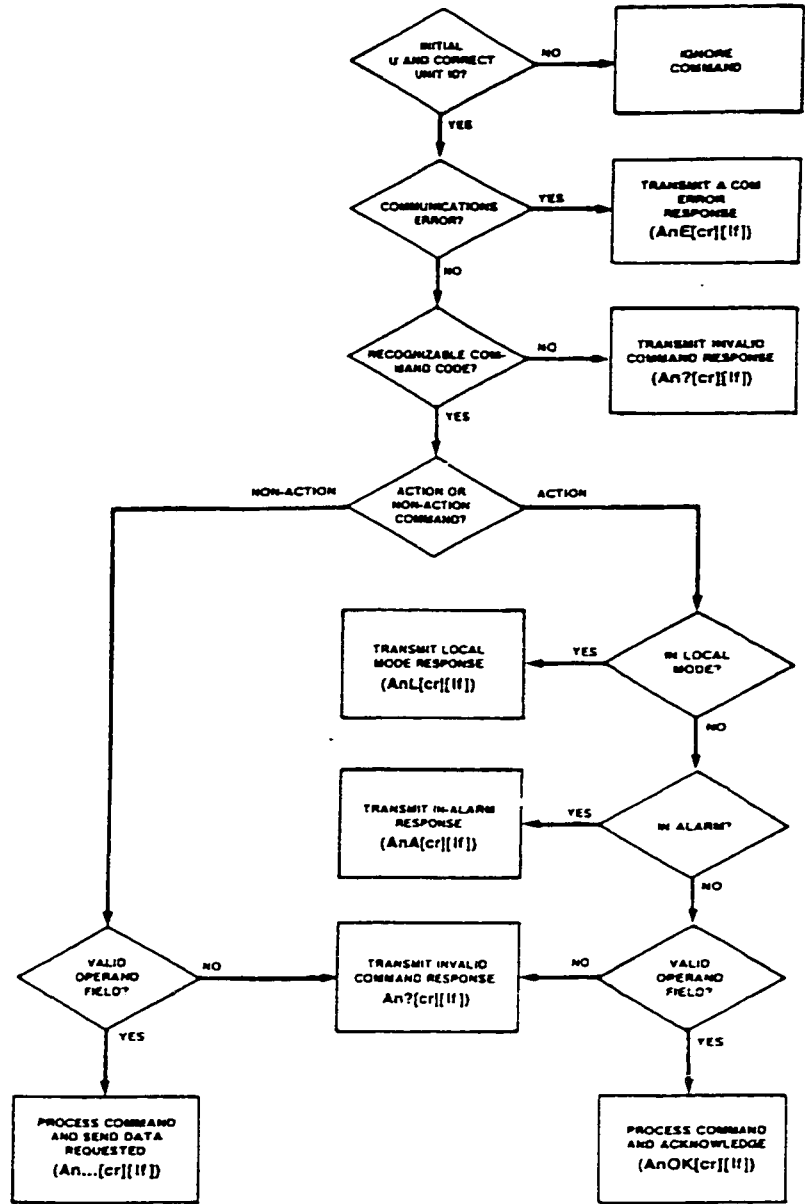 INITIAL
U AND CORRECT
UNIT ID?
NO
IGNORE
COMMAND
YES
COMMUNICATIONS
ERROR?
YES
TRANSMIT A COM
ERROR
RESPONSE
(AnE[cr][lf])
NO
RECOGNIZABLE COM-
MAND CODE?
NO
TRANSMIT INVALID
COMMAND RESPONSE
(An?[cr][lf])
YES
NON-ACTION
ACTION OR
NON-ACTION
COMMAND?
ACTION
TRANSMIT LOCAL
MODE RESPONSE
(AnL[cr][lf])
YES
IN LOCAL
MODE?
NO
TRANSMIT IN-ALARM
RESPONSE
(AnA[cr][lf])
YES
IN ALARM?
NO
VALID
OPERAND
FIELD?
NO
TRANSMIT INVALID
COMMAND RESPONSE
An?[cr][lf])
NO
VALID
OPERAND
FIELD?
YES
YES
PROCESS COMMAND
AND SEND DATA
REQUESTED
(An...[cr][lf])
PROCESS COMMAND
AND ACKNOWLEDGE
(AnOK[cr][lf])